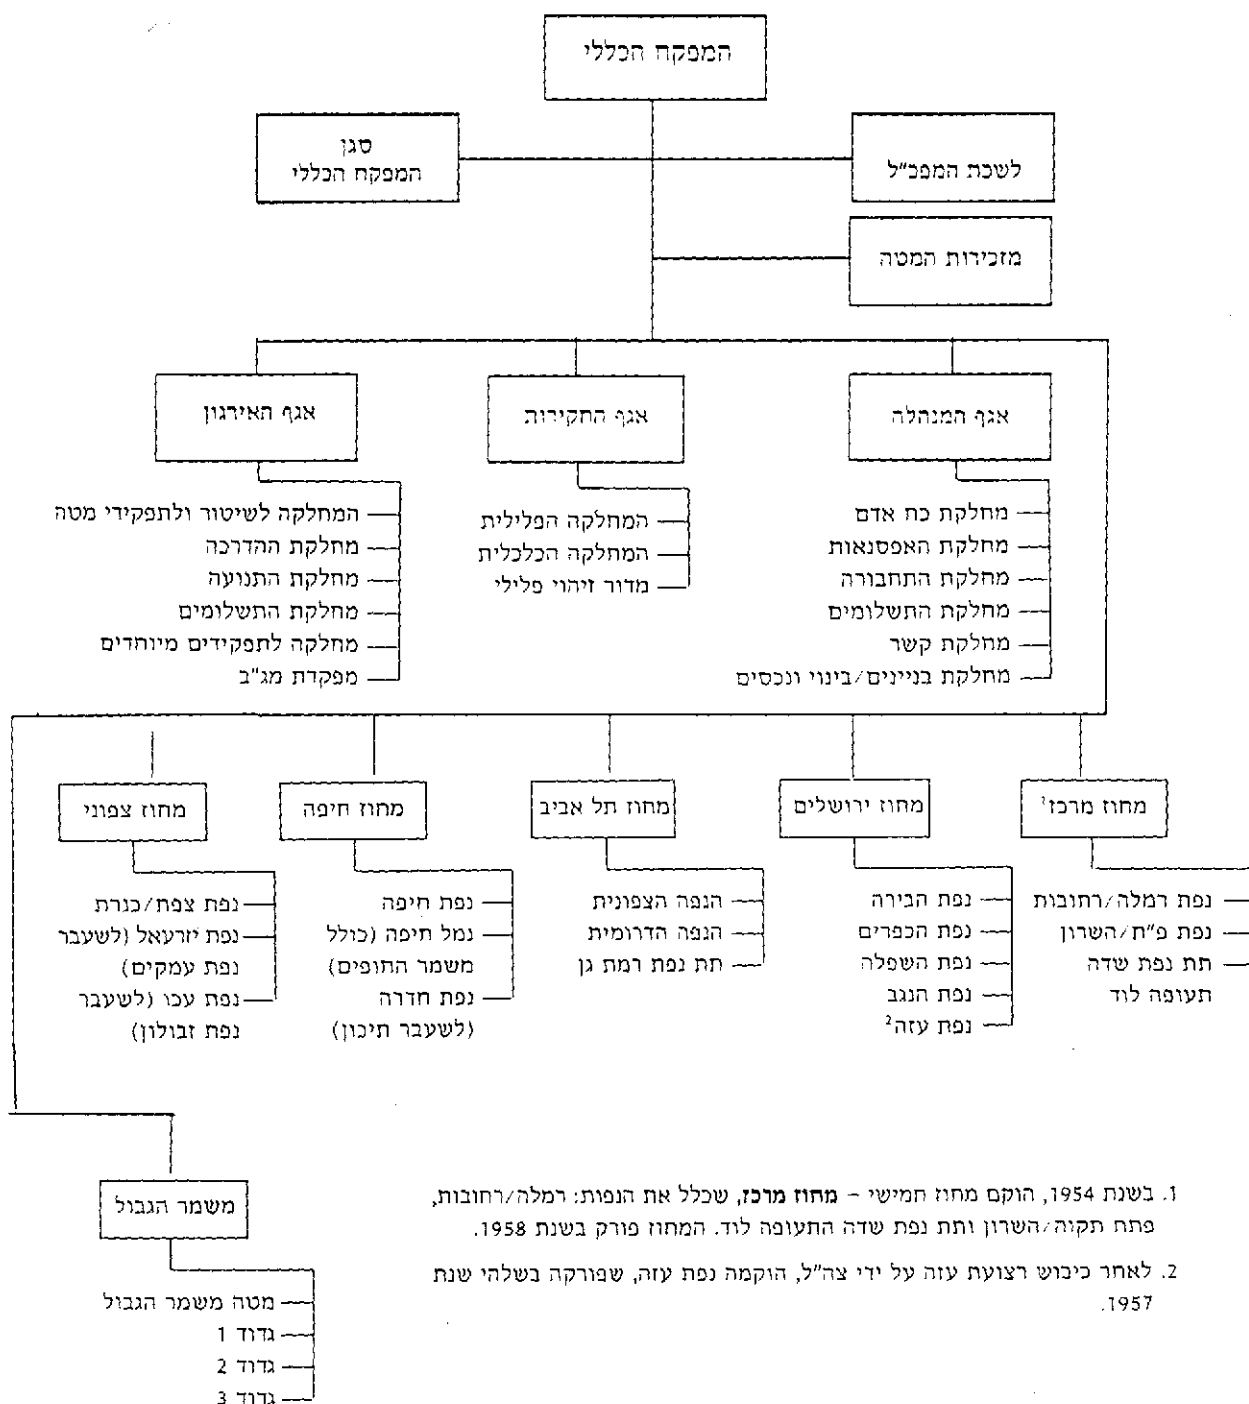 המפקח הכללי
לשכת המפכ״ל
סגן
המפקח הכללי
מזכירות המטה
אגף המנהלה
מחלקת כח אדם
מחלקת האפסנאות
מחלקת התחבורה
מחלקת התשלומים
מחלקת קשר
מחלקת בניינים/בינוי ונכסים
אגף החקירות
המחלקה הפלילית
המחלקה הכלכלית
מדור זיהוי פלילי
אגף האירגון
המחלקה לשיטור ולתפקידי מטה
מחלקת ההדרכה
מחלקת התנועה
מחלקת התשלומים
מחלקה לתפקידים מיוחדים
מפקדת מג"ב
מחוז מרכז¹
נפת רמלה/רחובות
נפת פ״ת/השרון
תת נפת שדה
תעופה לוד
מחוז ירושלים
נפת הבירה
נפת הכפרים
נפת השפלה
נפת הנגב
נפת עזה²
מחוז תל אביב
הנפה הצפונית
הנפה הדרומית
תת נפת רמת גן
מחוז חיפה
נפת חיפה
נמל חיפה (כולל
משמר החופים)
נפת חדרה
(לשעבר תיכון)
מחוז צפוני
נפת צפת/כנרת
נפת יזרעאל (לשעבר
נפת עמקים)
נפת עכו (לשעבר
נפת זבולון)
משמר הגבול
מטה משמר הגבול
גדוד 1
גדוד 2
גדוד 3
1. בשנת 1954, הוקם מחוז חמישי – מחוז מרכז, שכלל את הנפות: רמלה/רחובות,
פתח תקוה/השרון ותת נפת שדה התעופה לוד. המחוז פורק בשנת 1958.
2. לאחר כיבוש רצועת עזה על ידי צה״ל, הוקמה נפת עזה, שפורקה בשלהי שנת
1957.